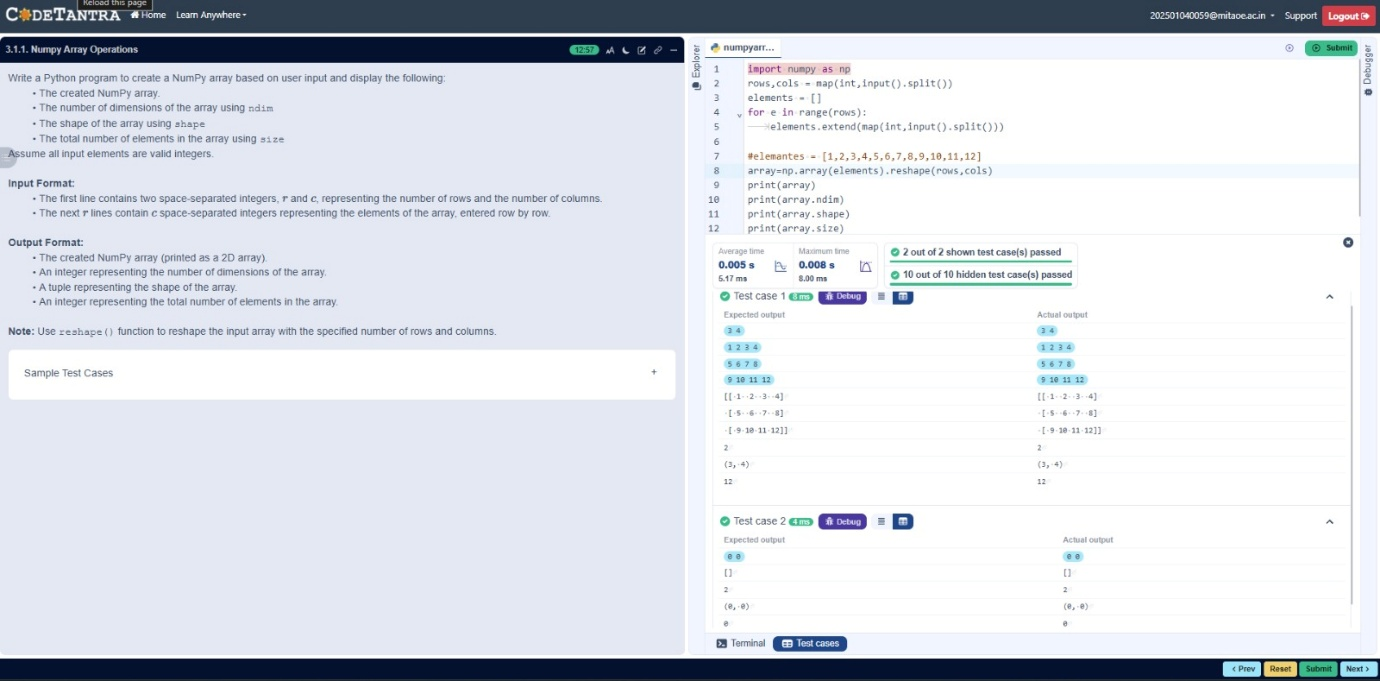 Reload this page
CODETANTRA Home Learn Anywhere
202501040059@mitaoe.ac.in Support Logout
3.1.1. Numpy Array Operations
12:57
Write a Python program to create a NumPy array based on user input and display the following:
• The created NumPy array.
• The number of dimensions of the array using ndim
• The shape of the array using shape
• The total number of elements in the array using size
Assume all input elements are valid integers.
Input Format:
• The first line contains two space-separated integers, r and c, representing the number of rows and the number of columns.
• The next r lines contain c space-separated integers representing the elements of the array, entered row by row.
Output Format:
• The created NumPy array (printed as a 2D array).
• An integer representing the number of dimensions of the array.
• A tuple representing the shape of the array.
• An integer representing the total number of elements in the array.
Note: Use reshape() function to reshape the input array with the specified number of rows and columns.
Sample Test Cases +
Explorer
numpyarr...
Submit
Debugger
1 import numpy as np
2 rows,cols = map(int,input().split())
3 elements = []
4 for e in range(rows):
5 elements.extend(map(int,input().split()))
6
7 #elemantes = [1,2,3,4,5,6,7,8,9,10,11,12]
8 array=np.array(elements).reshape(rows,cols)
9 print(array)
10 print(array.ndim)
11 print(array.shape)
12 print(array.size)
Average time
0.005 s
5.17 ms
Maximum time
0.008 s
8.00 ms
2 out of 2 shown test case(s) passed
10 out of 10 hidden test case(s) passed
Test case 1 8 ms Debug
Expected output Actual output
3 4 3 4
1 2 3 4 1 2 3 4
5 6 7 8 5 6 7 8
9 10 11 12 9 10 11 12
[[·1··2··3··4] [[·1··2··3··4]
·[·5··6··7··8] ·[·5··6··7··8]
·[·9·10·11·12]] ·[·9·10·11·12]]
2 2
(3,·4) (3,·4)
12 12
Test case 2 4 ms Debug
Expected output Actual output
0 0 0 0
[] []
2 2
(0,·0) (0,·0)
0 0
Terminal Test cases
< Prev Reset Submit Next >